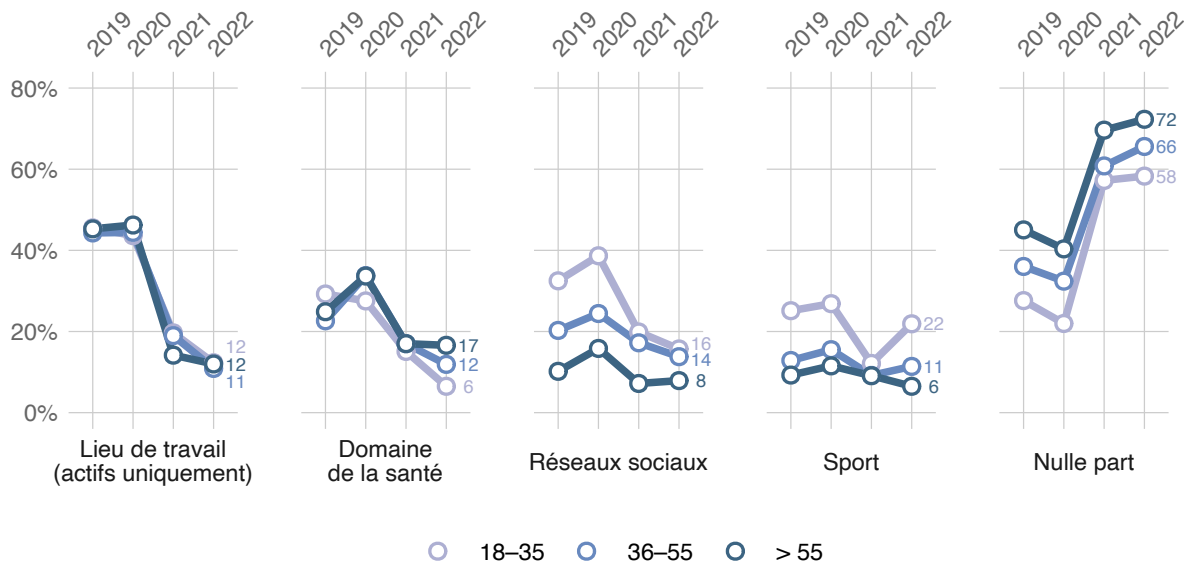 2019 2020 2021 2022 2019 2020 2021 2022 2019 2020 2021 2022 2019 2020 2021 2022 2019 2020 2021 2022
80%
60%
40%
20%
0%
12
12
11
17
12
6
16
14
8
22
11
6
72
66
58
Lieu de travail
(actifs uniquement)
Domaine
de la santé
Réseaux sociaux
Sport
Nulle part
18–35 36–55 > 55